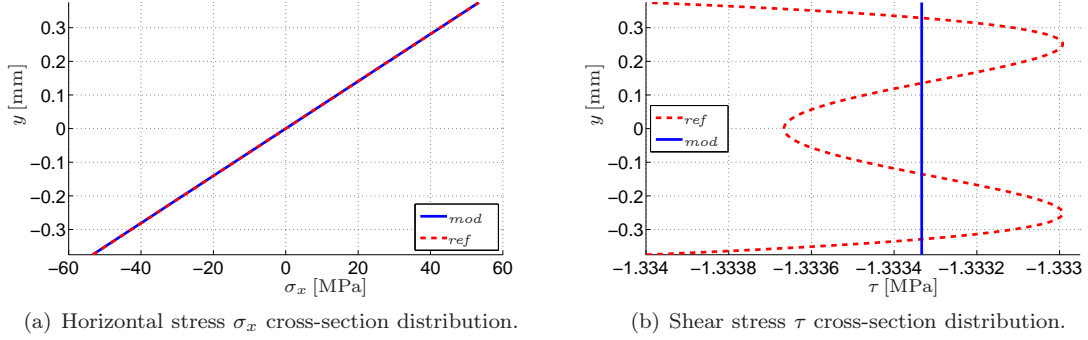 0.3
0.2
0.1
0
−0.1
−0.2
−0.3
y [mm]
mod
ref
−60 −40 −20 0 20 40 60
σx [MPa]
(a) Horizontal stress σx cross-section distribution.
0.3
0.2
0.1
0
−0.1
−0.2
−0.3
y [mm]
ref
mod
−1.334 −1.3338 −1.3336 −1.3334 −1.3332 −1.333
τ [MPa]
(b) Shear stress τ cross-section distribution.